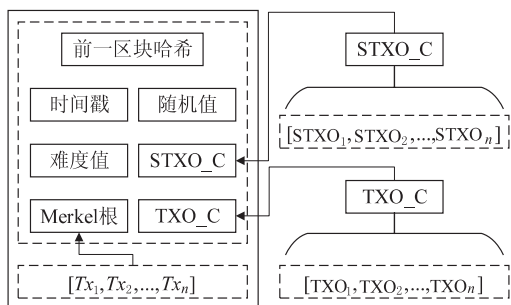 前一区块哈希
时间戳 随机值
难度值 STXO_C
Merkel根 TXO_C
[Tx₁,Tx₂,...,Txₙ]
STXO_C
[STXO₁,STXO₂,...,STXOₙ]
TXO_C
[TXO₁,TXO₂,...,TXOₙ]